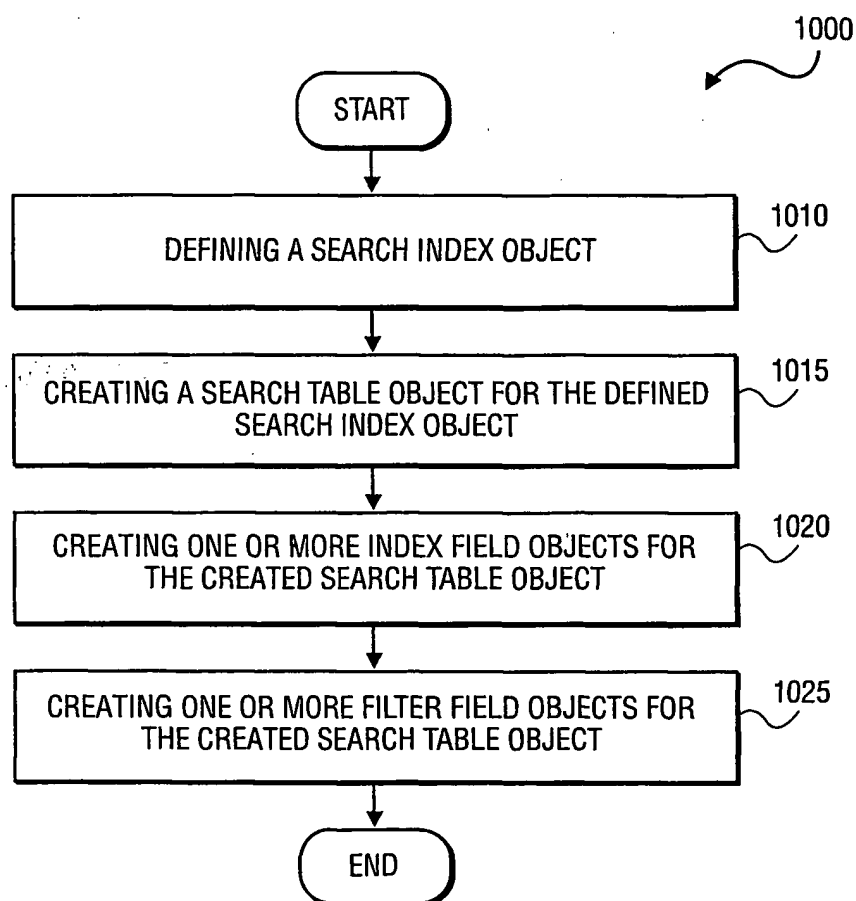 1000
START
DEFINING A SEARCH INDEX OBJECT
1010
CREATING A SEARCH TABLE OBJECT FOR THE DEFINED
SEARCH INDEX OBJECT
1015
CREATING ONE OR MORE INDEX FIELD OBJECTS FOR
THE CREATED SEARCH TABLE OBJECT
1020
CREATING ONE OR MORE FILTER FIELD OBJECTS FOR
THE CREATED SEARCH TABLE OBJECT
1025
END